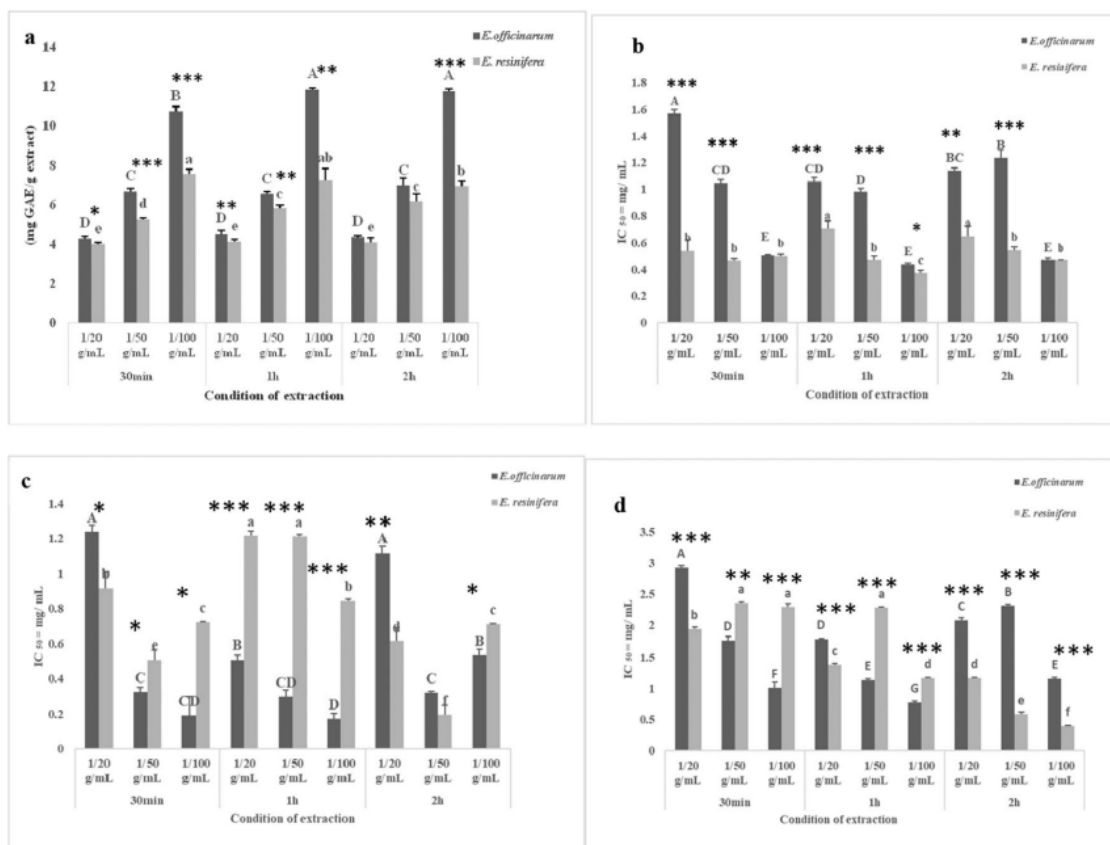 a
E.officinarum
E. resinifera
(mg GAE/g extract)
14
12
10
8
6
4
2
0
D * e
C *** d
B *** a
D ** e
C ** c
A ** ab
D e
C c
A *** b
1/20 g/mL
1/50 g/mL
1/100 g/mL
1/20 g/mL
1/50 g/mL
1/100 g/mL
1/20 g/mL
1/50 g/mL
1/100 g/mL
30min
1h
2h
Condition of extraction
b
E.officinarum
E. resinifera
IC 50 = mg/ mL
1.8
1.6
1.4
1.2
1
0.8
0.6
0.4
0.2
0
*** A b
*** CD b
E b
*** CD a
*** D b
* E c
** BC a
*** B b
E b
1/20 g/mL
1/50 g/mL
1/100 g/mL
1/20 g/mL
1/50 g/mL
1/100 g/mL
1/20 g/mL
1/50 g/mL
1/100 g/mL
30min
1h
2h
Condition of extraction
c
E.officinarum
E. resinifera
IC 50 = mg/ mL
1.4
1.2
1
0.8
0.6
0.4
0.2
0
A * b
* C e
* CD c
*** B a
*** CD a
*** D b
** A d
C f
* B c
1/20 g/mL
1/50 g/mL
1/100 g/mL
1/20 g/mL
1/50 g/mL
1/100 g/mL
1/20 g/mL
1/50 g/mL
1/100 g/mL
30min
1h
2h
Condition of extraction
d
E.officinarum
E. resinifera
IC 50 = mg/ mL
3.5
3
2.5
2
1.5
1
0.5
0
*** A b
** D a
*** F a
*** D c
*** E a
*** G d
*** C d
*** B e
*** E f
1/20 g/mL
1/50 g/mL
1/100 g/mL
1/20 g/mL
1/50 g/mL
1/100 g/mL
1/20 g/mL
1/50 g/mL
1/100 g/mL
30min
1h
2h
Condition of extraction